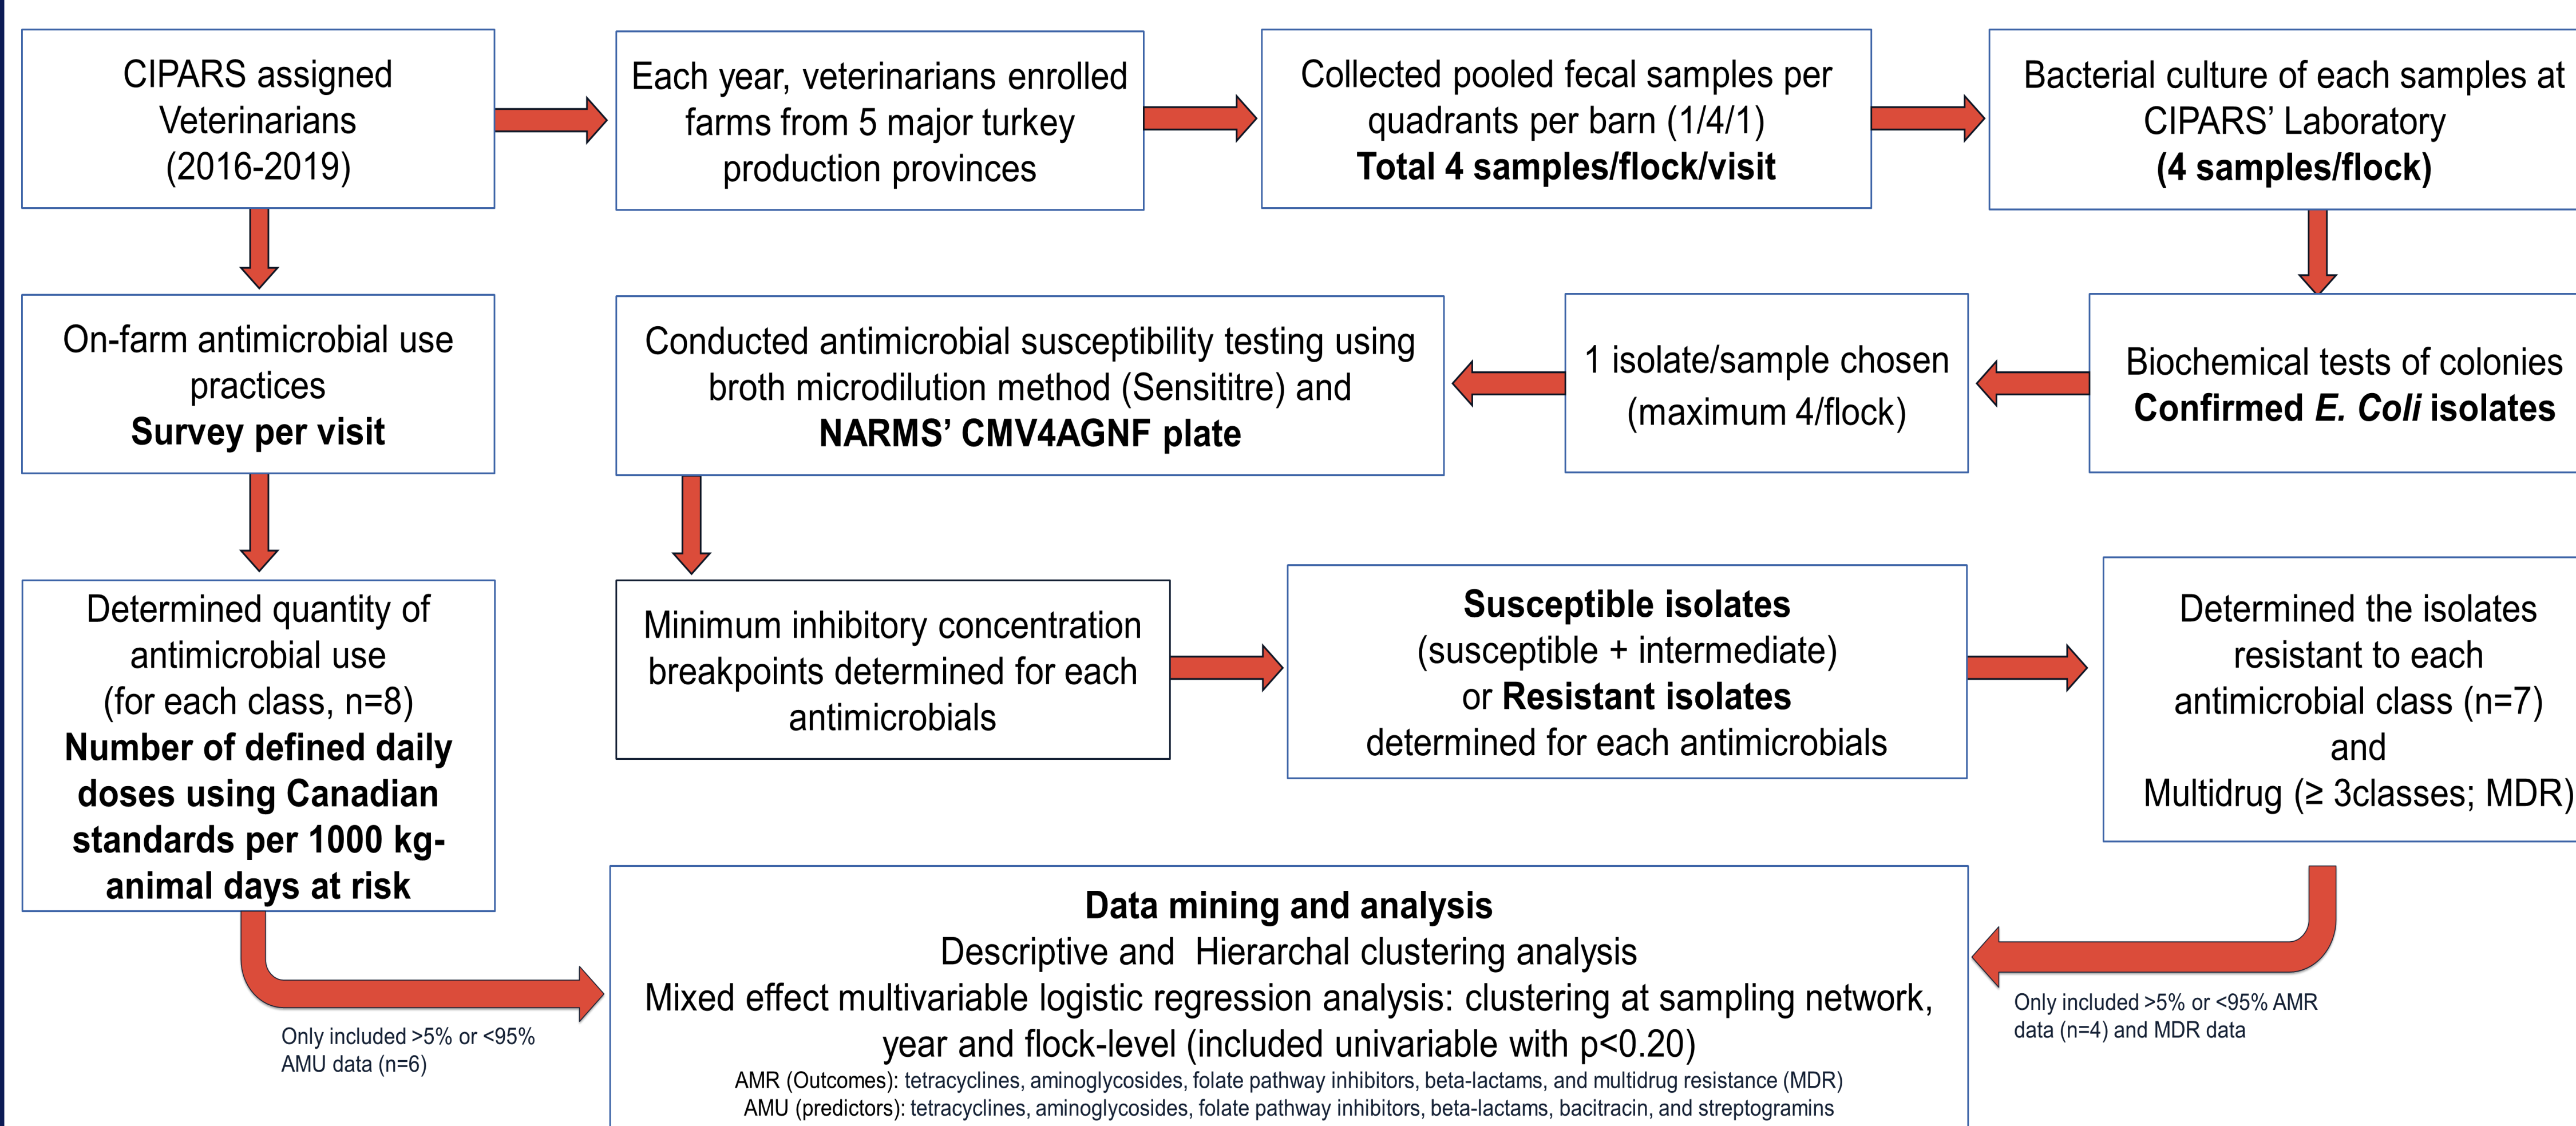 CIPARS assigned
Veterinarians
(2016-2019)
Each year, veterinarians enrolled
farms from 5 major turkey
production provinces
Collected pooled fecal samples per
quadrants per barn (1/4/1)
Total 4 samples/flock/visit
Bacterial culture of each samples at
CIPARS’ Laboratory
(4 samples/flock)
On-farm antimicrobial use
practices
Survey per visit
Conducted antimicrobial susceptibility testing using
broth microdilution method (Sensititre) and
NARMS’ CMV4AGNF plate
1 isolate/sample chosen
(maximum 4/flock)
Biochemical tests of colonies
Confirmed E. Coli isolates
Determined quantity of
antimicrobial use
(for each class, n=8)
Number of defined daily
doses using Canadian
standards per 1000 kg-
animal days at risk
Minimum inhibitory concentration
breakpoints determined for each
antimicrobials
Susceptible isolates
(susceptible + intermediate)
or Resistant isolates
determined for each antimicrobials
Determined the isolates
resistant to each
antimicrobial class (n=7)
and
Multidrug (≥ 3classes; MDR)
Only included >5% or <95%
AMU data (n=6)
Data mining and analysis
Descriptive and  Hierarchal clustering analysis
Mixed effect multivariable logistic regression analysis: clustering at sampling network,
year and flock-level (included univariable with p<0.20)
AMR (Outcomes): tetracyclines, aminoglycosides, folate pathway inhibitors, beta-lactams, and multidrug resistance (MDR)
AMU (predictors): tetracyclines, aminoglycosides, folate pathway inhibitors, beta-lactams, bacitracin, and streptogramins
Only included >5% or <95% AMR
data (n=4) and MDR data